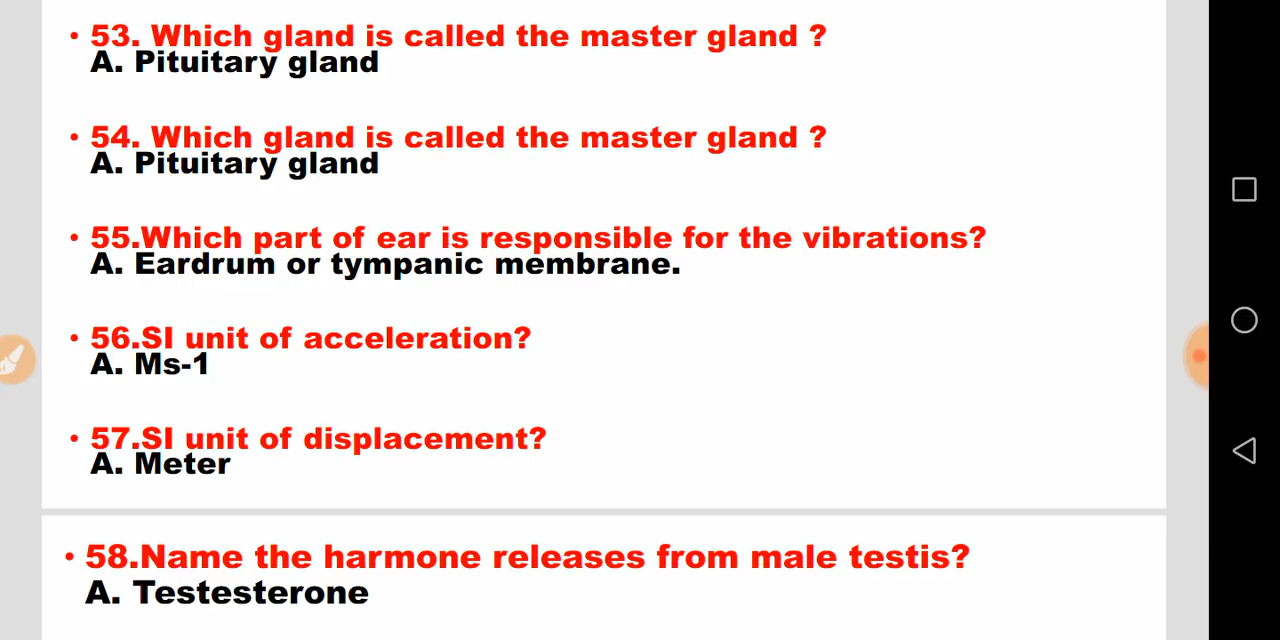 • 53. Which gland is called the master gland ?
A. Pituitary gland
• 54. Which gland is called the master gland ?
A. Pituitary gland
• 55.Which part of ear is responsible for the vibrations?
A. Eardrum or tympanic membrane.
• 56.SI unit of acceleration?
A. Ms-1
• 57.SI unit of displacement?
A. Meter
• 58.Name the harmone releases from male testis?
A. Testesterone